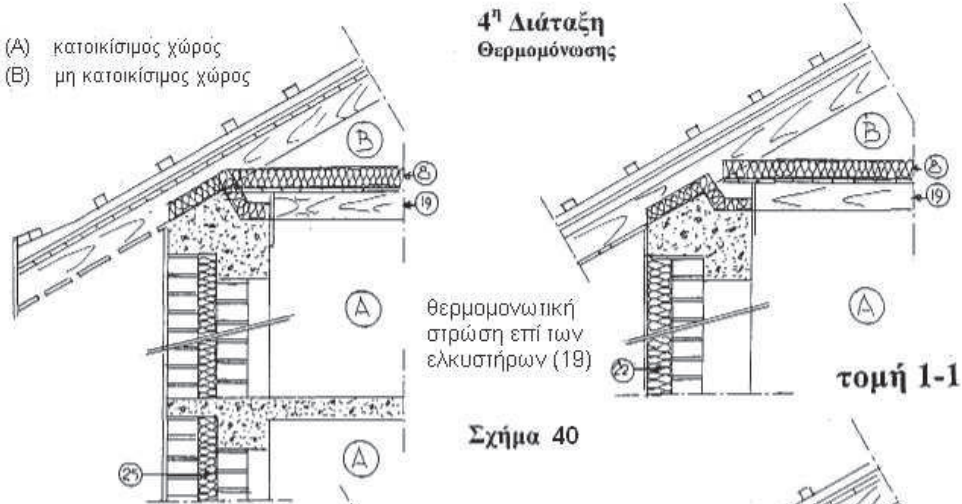 4η Διάταξη
Θερμομόνωσης
(Α) κατοικίσιμος χώρος
(Β) μη κατοικίσιμος χώρος
B
8
19
A
B
8
19
A
θερμομονωτική
στρώση επί των
ελκυστήρων (19)
22
τομή 1-1
Σχήμα 40
A
25